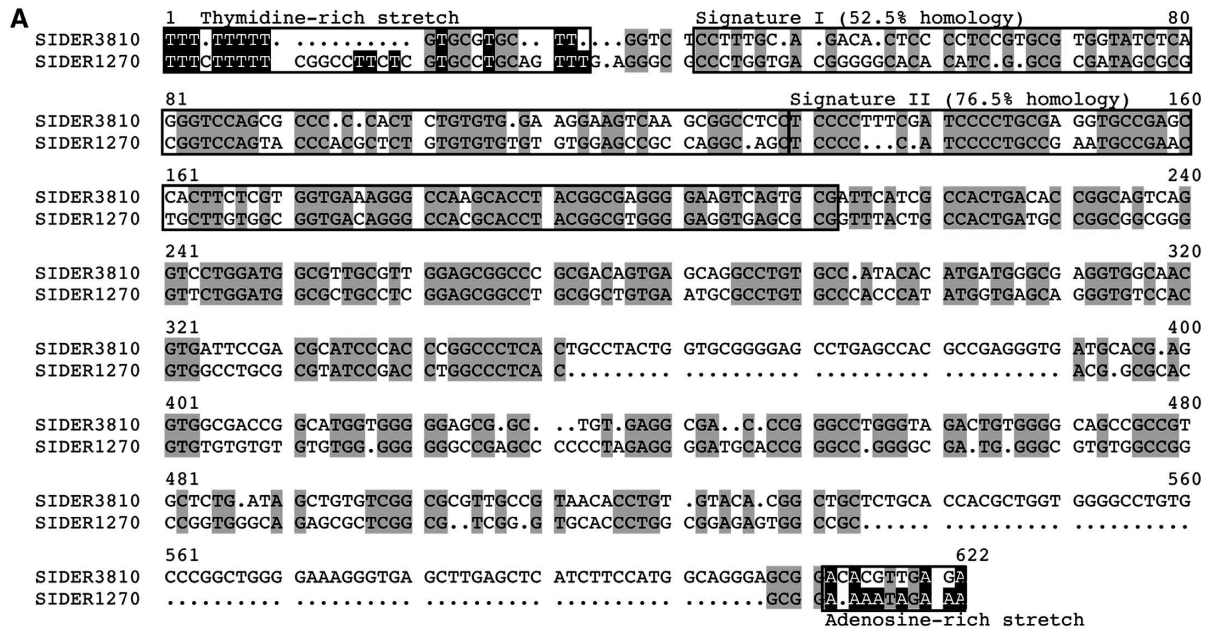 A
1 Thymidine-rich stretch Signature I (52.5% homology) 80
SIDER3810 TTT.TTTTT. .......... GTGCGTGC.. TT....GGTCT TCCTTTGC.A .GACA.CTCC CCTCCGTGCG TGGTATCTCA
SIDER1270 TTTCTTTTT CGGCCTTCTC GTGCCTGCAG TTTG.AGGGC GCCCTGGTGAC GGGGGCACA CATC.G.GCG CGATAGCGCG
81 Signature II (76.5% homology) 160
SIDER3810 GGGTCCAGCG CCCC.C.CACT CTGTGTG.GA AGGAAGTCAA GCGGCCTCCT CCCCCTTTCGA TCCCCTGCGA GGTGCCGAGC
SIDER1270 CGGTCCAGTA CCCACGCTCT GTGTGTGTGT GTGGAGCCGC CAGGC.AGCT CCCCC...C.A TCCCCTGCCG AATGCCGAAC
161 240
SIDER3810 CACTTCTCGT GGTGAAAGGG CCAAGCACCT ACGGCGAGGG GAAGTCAGTG CGATTCATCG CCACTGACAC CGGCAGTCAG
SIDER1270 TGCTTGTGGC GGTGACAGGG CCACGCACCT ACGGCGTGGG GAGGTGAGCG CGGTTTACTG CCACTGATGC CGGCGGCGGG
241 320
SIDER3810 GTCCTGGATG GCGTTGCGTT GGAGCGGCCC GCGACAGTGA GCAGGCCTGT GCC.ATACAC ATGATGGGCG AGGTGGCAAC
SIDER1270 GTTCTGGATG GCGCTGCCTC GGAGCGGCCT GCGGCTGTGA ATGCGCCTGT GCCCACCCAT ATGGTGAGCA GGGTGTCCAC
321 400
SIDER3810 GTGATTCCGA CGCATCCCAC CCGGCCCTCA CTGCCTACTGG GTGCGGGGAG CCTGAGCCAC GCCGAGGGTG ATGCACG.AG
SIDER1270 GTGGCCTGCG CGTATCCGAC CTGGCCCTCA C......... .......... .......... .......... ACG.GCGCAC
401 480
SIDER3810 GTGGCGACCG GCATGGTGGG GGAGCG.GC. ..TGT.GAGG CGA..C.CCG GGCCTGGGTA GACTGTGGGG CAGCCGCCGT
SIDER1270 GTGTGTGTGT GTGTGG.GGG GGGCCGAGCC CCCCTAGAGG GGATGCACCG GGCC.GGGGC GA.TG.GGGC GTGTGGCCGG
481 560
SIDER3810 GCTCTG.ATA GCTGTGTCGG CGCGTTGCCG TAACACCTGT .GTACA.CGG CTGCTCTGCA CCACGCTGGT GGGGCCTGTG
SIDER1270 CCGGTGGGCA GAGCGCTCGG CG..TCGG.G TGCACCCTGG CGGAGAGTGG CCGC...... .......... ..........
561 622
SIDER3810 CCCGGCTGGG GAAAGGGTGA GCTTGAGCTC ATCTTCCATG GCAGGGAGCGG GACACGTTGA GA
SIDER1270 .......... .......... .......... .......... .......GCG GA.AAATAGA AA
Adenosine-rich stretch